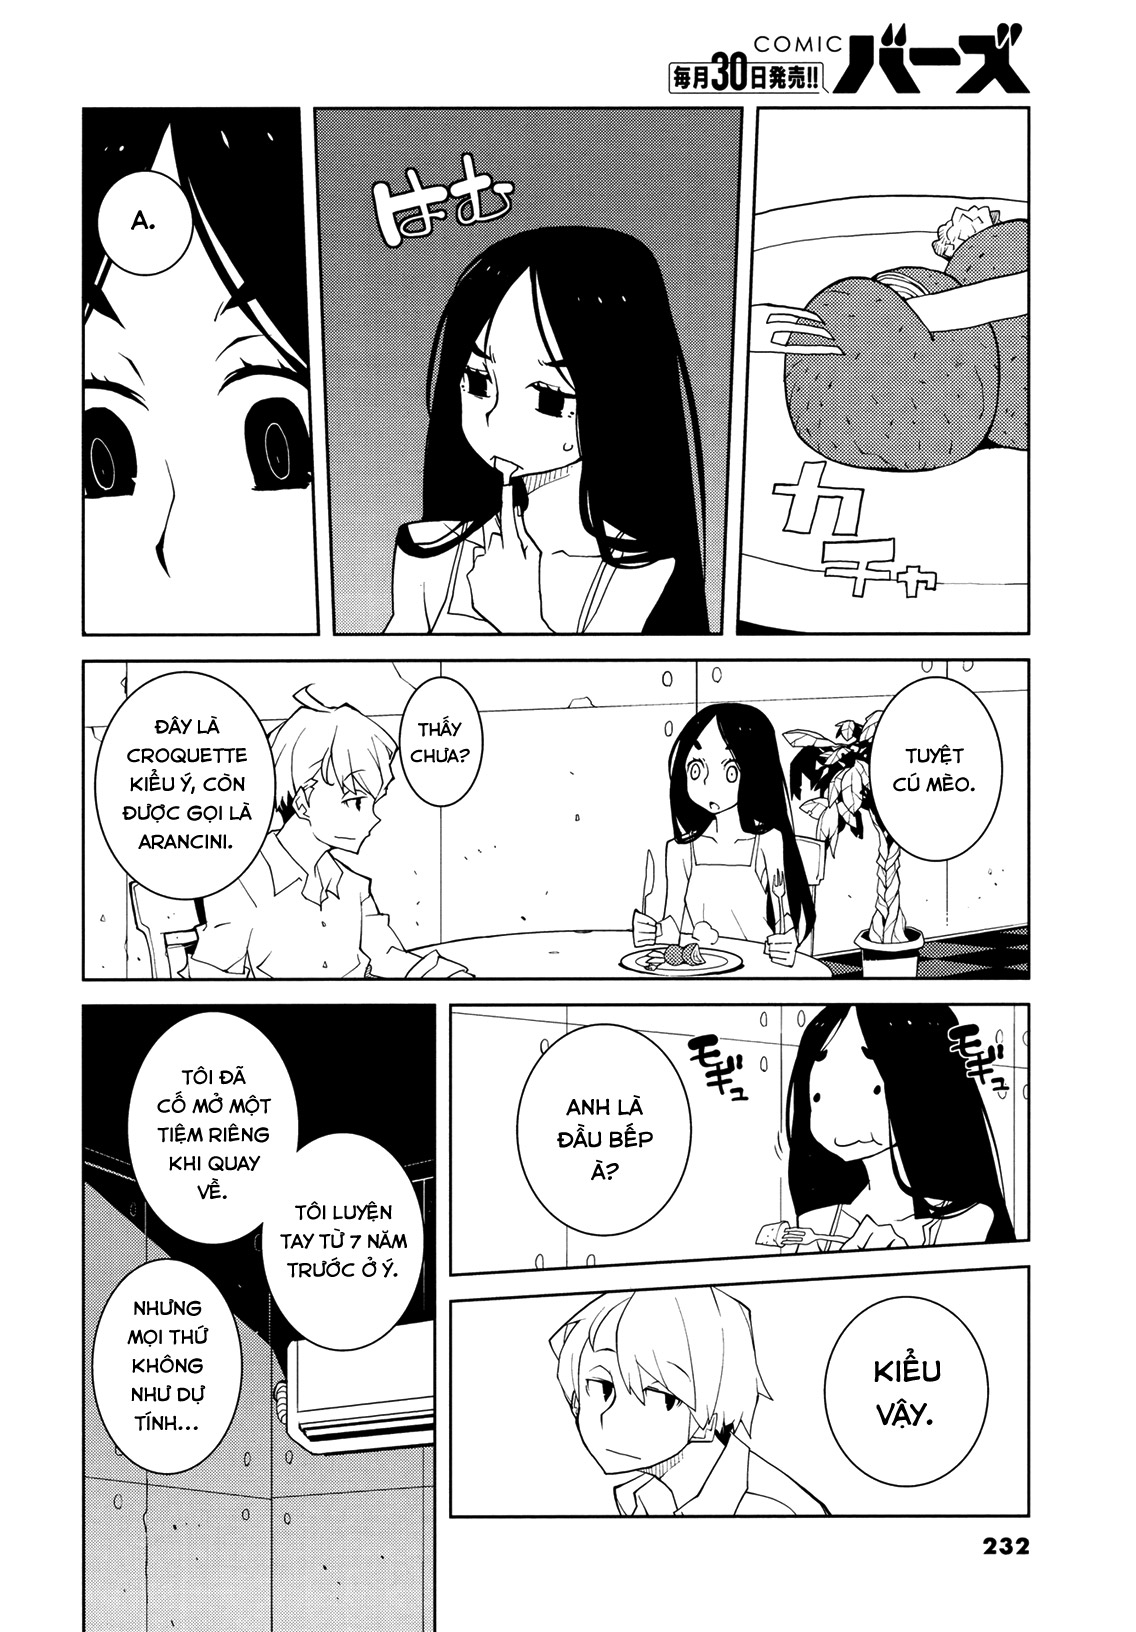 COMIC
バーズ
毎月30日発売!!
カチャ
はむ
A.
TUYỆT
CÚ MÈO.
THẤY
CHƯA?
ĐÂY LÀ
CROQUETTE
KIỂU Ý, CÒN
ĐƯỢC GỌI LÀ
ARANCINI.
モギュ
モギュ
ANH LÀ
ĐẦU BẾP
À?
KIỂU
VẬY.
TÔI ĐÃ
CỐ MỞ MỘT
TIỆM RIÊNG
KHI QUAY
VỀ.
TÔI LUYỆN
TAY TỪ 7 NĂM
TRƯỚC Ở Ý.
NHƯNG
MỌI THỨ
KHÔNG
NHƯ DỰ
TÍNH...
232